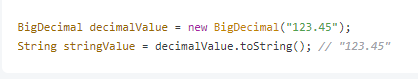 BigDecimal decimalValue = new BigDecimal("123.45");
String stringValue = decimalValue.toString(); // "123.45"